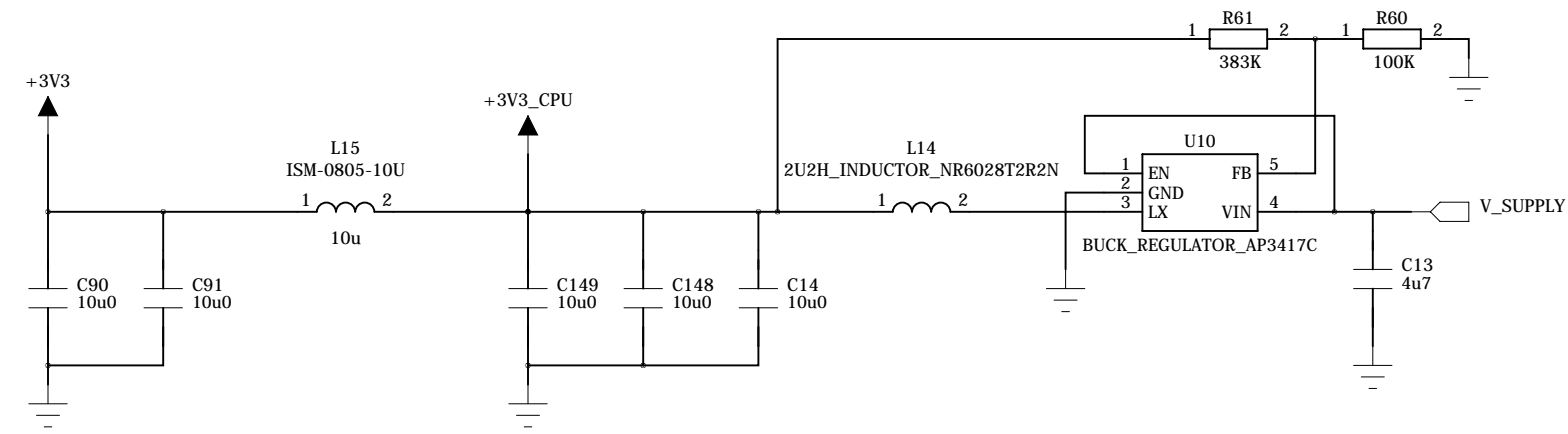 R61
R60
1
2
1
2
383K
100K
+3V3
+3V3_CPU
L15
ISM-0805-10U
1
2
10u
L14
2U2H_INDUCTOR_NR6028T2R2N
1
2
U10
1
EN
FB
5
2
GND
3
LX
VIN
4
BUCK_REGULATOR_AP3417C
V_SUPPLY
C90
10u0
C91
10u0
C149
10u0
C148
10u0
C14
10u0
C13
4u7